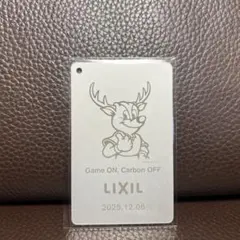 Game ON, Carbon OFF
LIXIL
2025.12.06